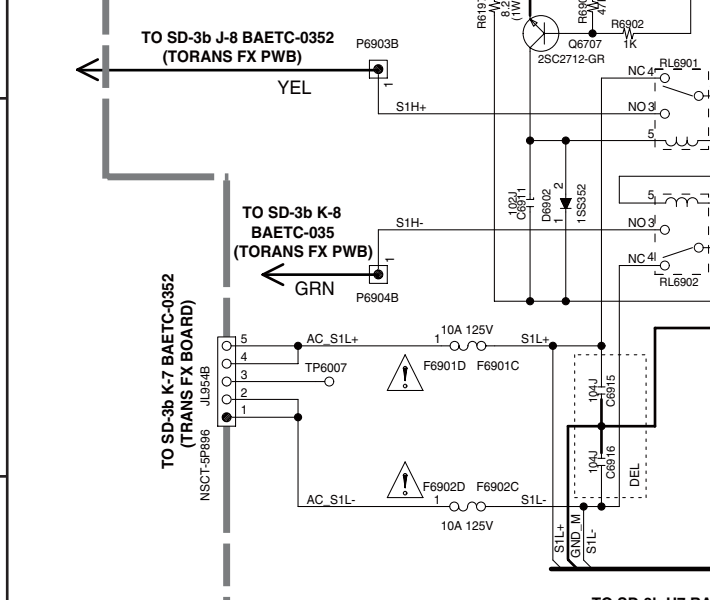 R6197
8.2
(1W
R690
47
R6902
1K
Q6707
2SC2712-GR
TO SD-3b J-8 BAETC-0352
(TORANS FX PWB)
P6903B
1
YEL
S1H+
RL6901
NC 4
NO 3
5
102J
C6911
D6902
1
2
1SS352
TO SD-3b K-8
BAETC-035
(TORANS FX PWB)
S1H-
1
GRN
P6904B
5
NO 3
NC 4
RL6902
TO SD-3b K-7 BAETC-0352
(TRANS FX BOARD)
NSCT-5P896
JL954B
5
4
3
2
1
AC_S1L+
TP6007
10A 125V
1
S1L+
F6901D
F6901C
!
104J
C6915
104J
C6916
DEL
!
F6902D
F6902C
AC_S1L-
1
S1L-
10A 125V
S1L+
GND_M
S1L-